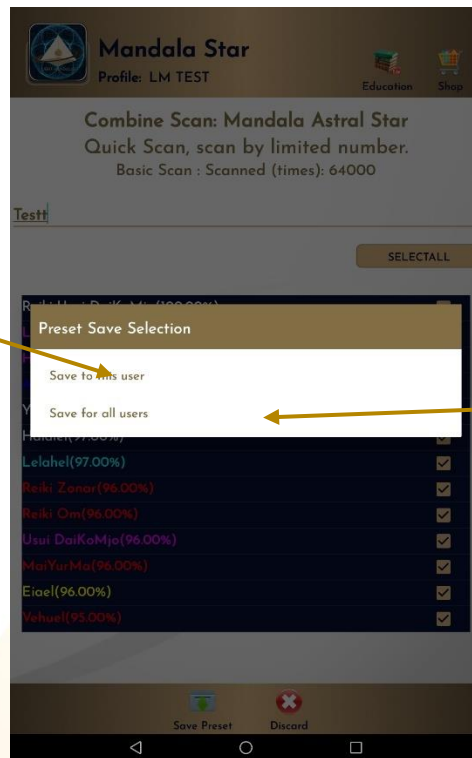 Mandala Star
Profile: LM TEST
Education
Shop
Combine Scan: Mandala Astral Star
Quick Scan, scan by limited number.
Basic Scan : Scanned (times): 64000
Testt
SELECTALL
Preset Save Selection
Save to this user
Save for all users
Lelahel(97.00%)
Reiki Zonar(96.00%)
Reiki Om(96.00%)
Usui DaiKoMjo(96.00%)
MaiYurMa(96.00%)
Eiael(96.00%)
Vehuel(95.00%)
Save Preset
Discard